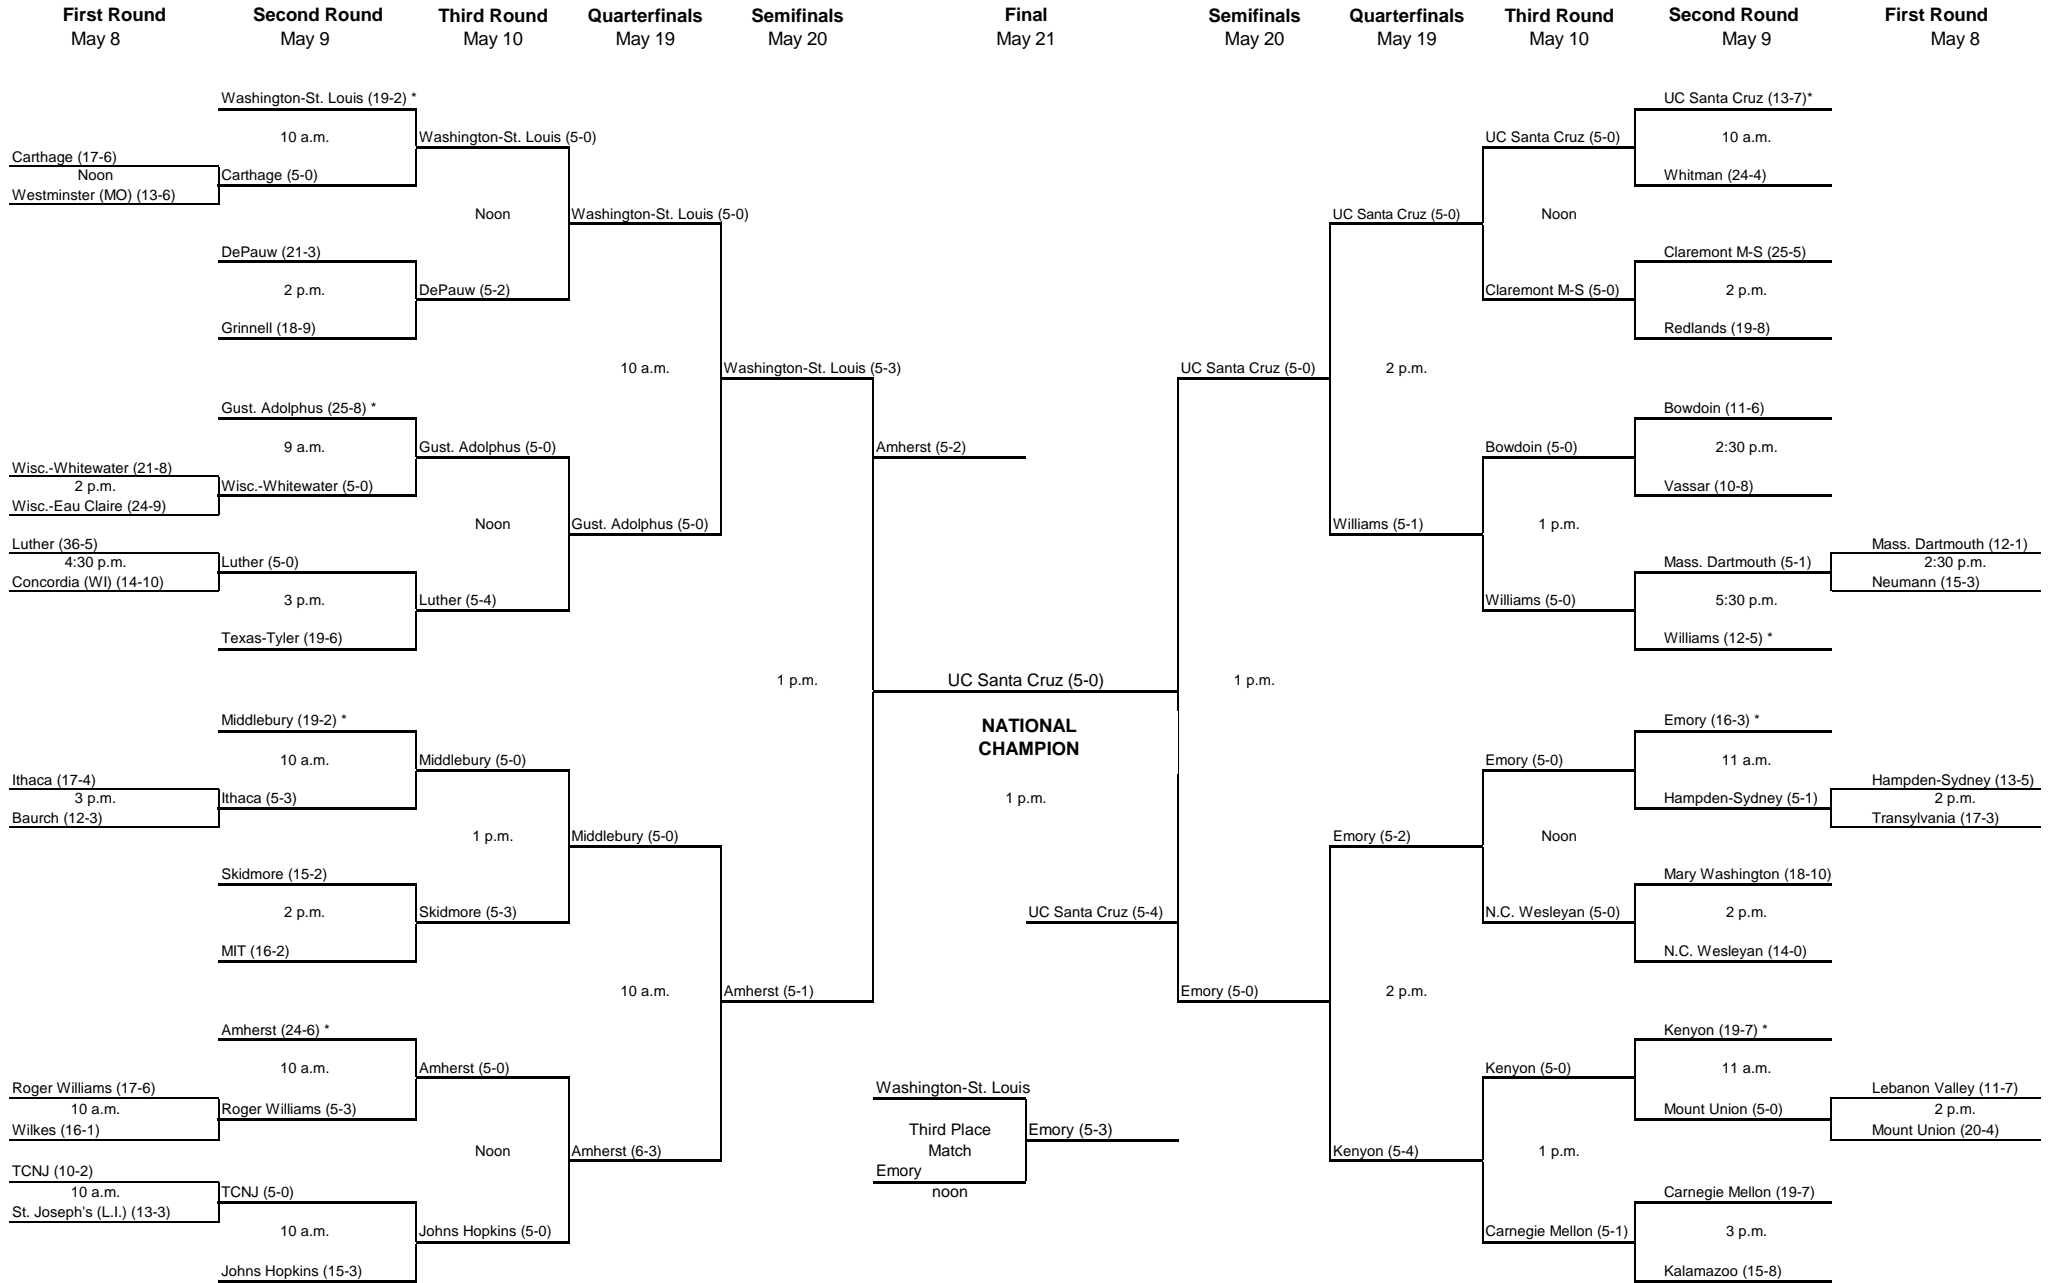 First Round
May 8
Second Round
May 9
Third Round
May 10
Quarterfinals
May 19
Semifinals
May 20
Final
May 21
Semifinals
May 20
Quarterfinals
May 19
Third Round
May 10
Second Round
May 9
First Round
May 8
Carthage (17-6)
Noon
Westminster (MO) (13-6)
Wisc.-Whitewater (21-8)
2 p.m.
Wisc.-Eau Claire (24-9)
Luther (36-5)
4:30 p.m.
Concordia (WI) (14-10)
Ithaca (17-4)
3 p.m.
Baurch (12-3)
Roger Williams (17-6)
10 a.m.
Wilkes (16-1)
TCNJ (10-2)
10 a.m.
St. Joseph's (L.I.) (13-3)
Washington-St. Louis (19-2) *
10 a.m.
Carthage (5-0)
DePauw (21-3)
2 p.m.
Grinnell (18-9)
Gust. Adolphus (25-8) *
9 a.m.
Wisc.-Whitewater (5-0)
Luther (5-0)
3 p.m.
Texas-Tyler (19-6)
Middlebury (19-2) *
10 a.m.
Ithaca (5-3)
Skidmore (15-2)
2 p.m.
MIT (16-2)
Amherst (24-6) *
10 a.m.
Roger Williams (5-3)
TCNJ (5-0)
10 a.m.
Johns Hopkins (15-3)
Washington-St. Louis (5-0)
Noon
DePauw (5-2)
Gust. Adolphus (5-0)
Noon
Luther (5-4)
Middlebury (5-0)
1 p.m.
Skidmore (5-3)
Amherst (5-0)
Noon
Johns Hopkins (5-0)
Washington-St. Louis (5-0)
10 a.m.
Gust. Adolphus (5-0)
Middlebury (5-0)
10 a.m.
Amherst (6-3)
Washington-St. Louis (5-3)
1 p.m.
Amherst (5-1)
Amherst (5-2)
UC Santa Cruz (5-0)
NATIONAL
CHAMPION
1 p.m.
UC Santa Cruz (5-4)
Washington-St. Louis
Third Place
Match
Emory
noon
Emory (5-3)
UC Santa Cruz (5-0)
1 p.m.
Emory (5-0)
UC Santa Cruz (5-0)
2 p.m.
Williams (5-1)
Emory (5-2)
2 p.m.
Kenyon (5-4)
UC Santa Cruz (5-0)
Noon
Claremont M-S (5-0)
Bowdoin (5-0)
1 p.m.
Williams (5-0)
Emory (5-0)
Noon
N.C. Wesleyan (5-0)
Kenyon (5-0)
1 p.m.
Carnegie Mellon (5-1)
UC Santa Cruz (13-7)*
10 a.m.
Whitman (24-4)
Claremont M-S (25-5)
2 p.m.
Redlands (19-8)
Bowdoin (11-6)
2:30 p.m.
Vassar (10-8)
Mass. Dartmouth (5-1)
5:30 p.m.
Williams (12-5) *
Emory (16-3) *
11 a.m.
Hampden-Sydney (5-1)
Mary Washington (18-10)
2 p.m.
N.C. Wesleyan (14-0)
Kenyon (19-7) *
11 a.m.
Mount Union (5-0)
Carnegie Mellon (19-7)
3 p.m.
Kalamazoo (15-8)
Mass. Dartmouth (12-1)
2:30 p.m.
Neumann (15-3)
Hampden-Sydney (13-5)
2 p.m.
Transylvania (17-3)
Lebanon Valley (11-7)
2 p.m.
Mount Union (20-4)